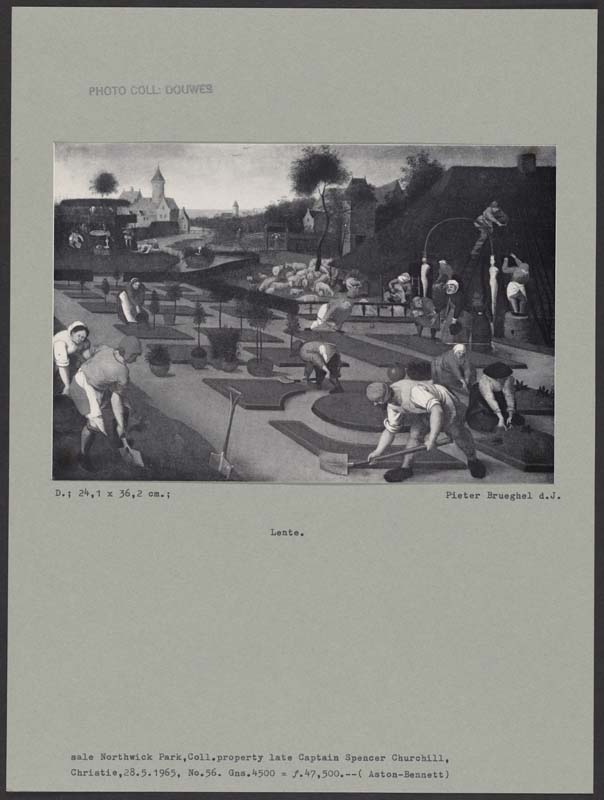 PHOTO COLL: DOUWES
D.; 24,1 x 36,2 cm.; Pieter Brueghel d.J.
Lente.
sale Northwick Park,Coll.property late Captain Spencer Churchill,
Christie,28.5.1965, No.56. Gns.4500 = ƒ.47,500.--( Aston-Bennett)